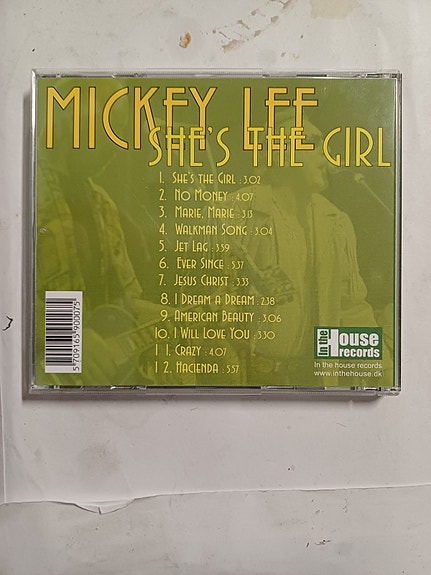 MICKEY LEE
SHE'S THE GIRL
1. SHE'S THE GIRL : 3.02
2. NO MONEY : 4.07
3. MARIE, MARIE : 3.13
4. WALKMAN SONG : 3.04
5. JET LAG : 3.59
6. EVER SINCE : 5.37
7. JESUS CHRIST : 3.33
8. I DREAM A DREAM : 2.38
9. AMERICAN BEAUTY : 3.06
10. I WILL LOVE YOU : 3.30
11. CRAZY : 4.07
12. HACIENDA : 5.57
5 709165 900075
In the House records
In the house records
www.inthehouse.dk